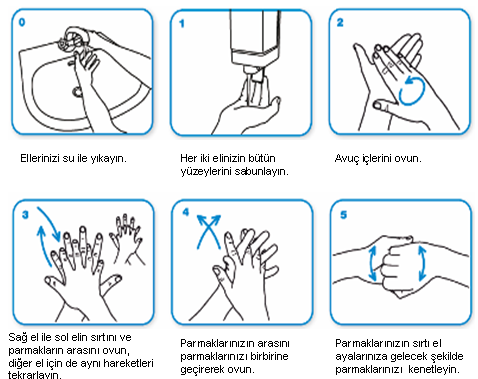 0
1
2
Ellerinizi su ile yıkayın.
Her iki elinizin bütün
yüzeylerini sabunlayın.
Avuç içlerini ovun.
3
4
5
Sağ el ile sol elin sırtını ve
parmakların arasını ovun,
diğer el için de aynı hareketleri
tekrarlayın.
Parmaklarınızın arasını
parmaklarınızı birbirine
geçirerek ovun.
Parmaklarınızın sırtı el
ayalarınıza gelecek şekilde
parmaklarınızı kenetleyin.